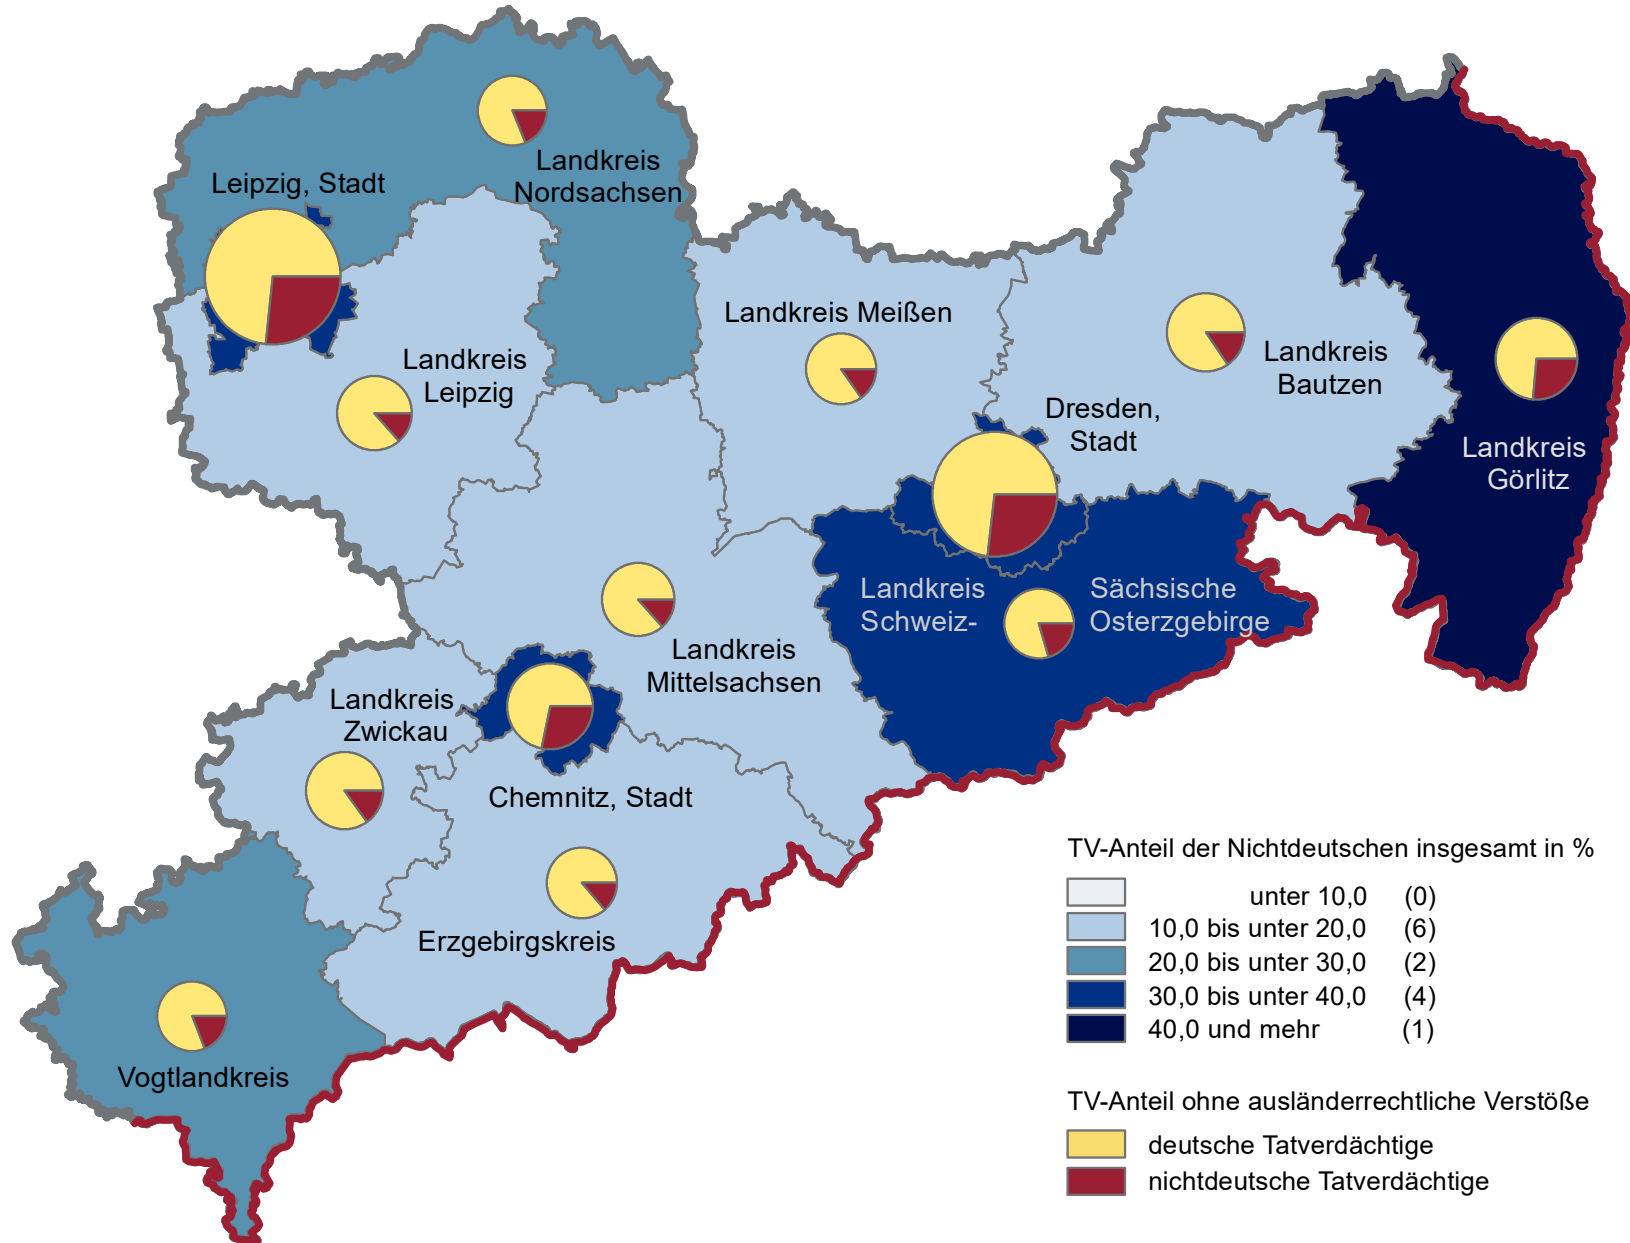 Landkreis
Nordsachsen
Leipzig, Stadt
Landkreis Meißen
Landkreis
Leipzig
Landkreis
Bautzen
Dresden,
Stadt
Landkreis
Görlitz
Landkreis
Schweiz-
Sächsische
Osterzgebirge
Landkreis
Mittelsachsen
Landkreis
Zwickau
Chemnitz, Stadt
Erzgebirgskreis
Vogtlandkreis
TV-Anteil der Nichtdeutschen insgesamt in %
unter 10,0 (0)
10,0 bis unter 20,0 (6)
20,0 bis unter 30,0 (2)
30,0 bis unter 40,0 (4)
40,0 und mehr (1)
TV-Anteil ohne ausländerrechtliche Verstöße
deutsche Tatverdächtige
nichtdeutsche Tatverdächtige